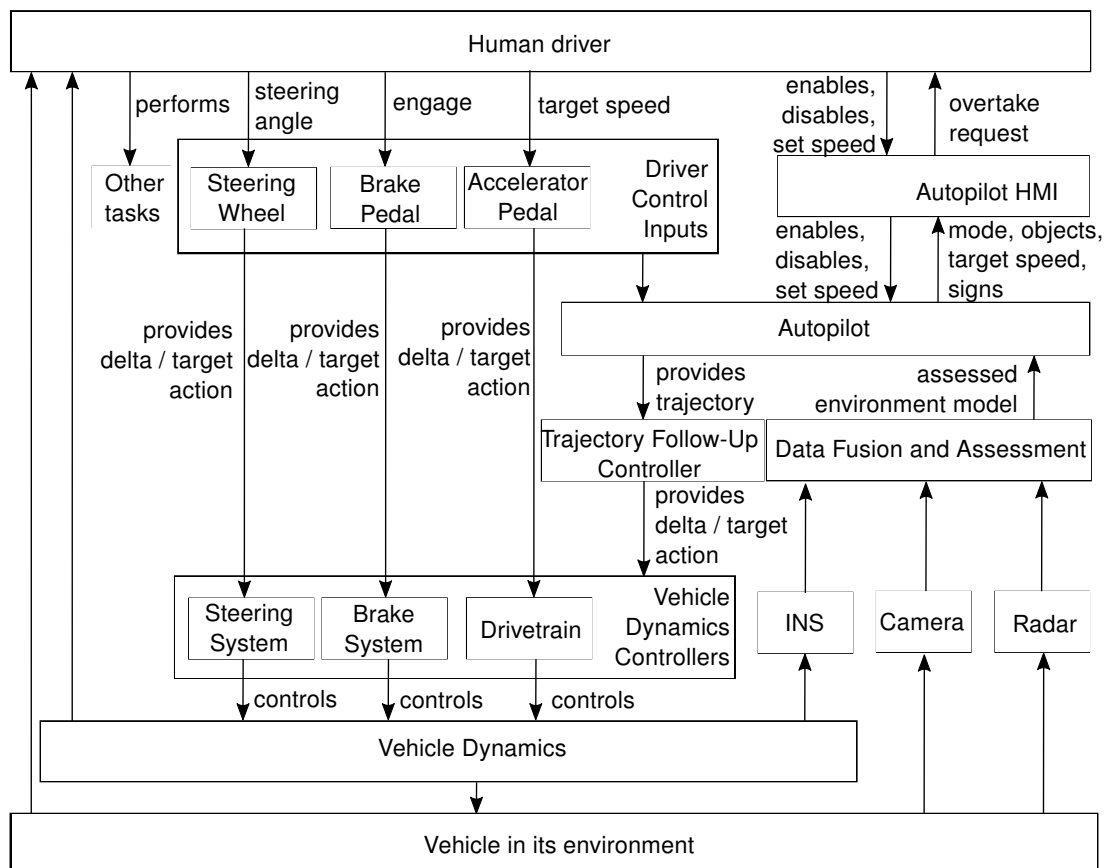 Human driver
performs
steering
angle
engage
target speed
enables,
disables,
set speed
overtake
request
Other
tasks
Steering
Wheel
Brake
Pedal
Accelerator
Pedal
Driver
Control
Inputs
Autopilot HMI
enables,
disables,
set speed
mode, objects,
target speed,
signs
provides
delta / target
action
provides
delta / target
action
provides
delta / target
action
Autopilot
provides
trajectory
assessed
environment model
Trajectory Follow-Up
Controller
Data Fusion and Assessment
provides
delta / target
action
Steering
System
Brake
System
Drivetrain
Vehicle
Dynamics
Controllers
INS
Camera
Radar
controls
controls
controls
Vehicle Dynamics
Vehicle in its environment